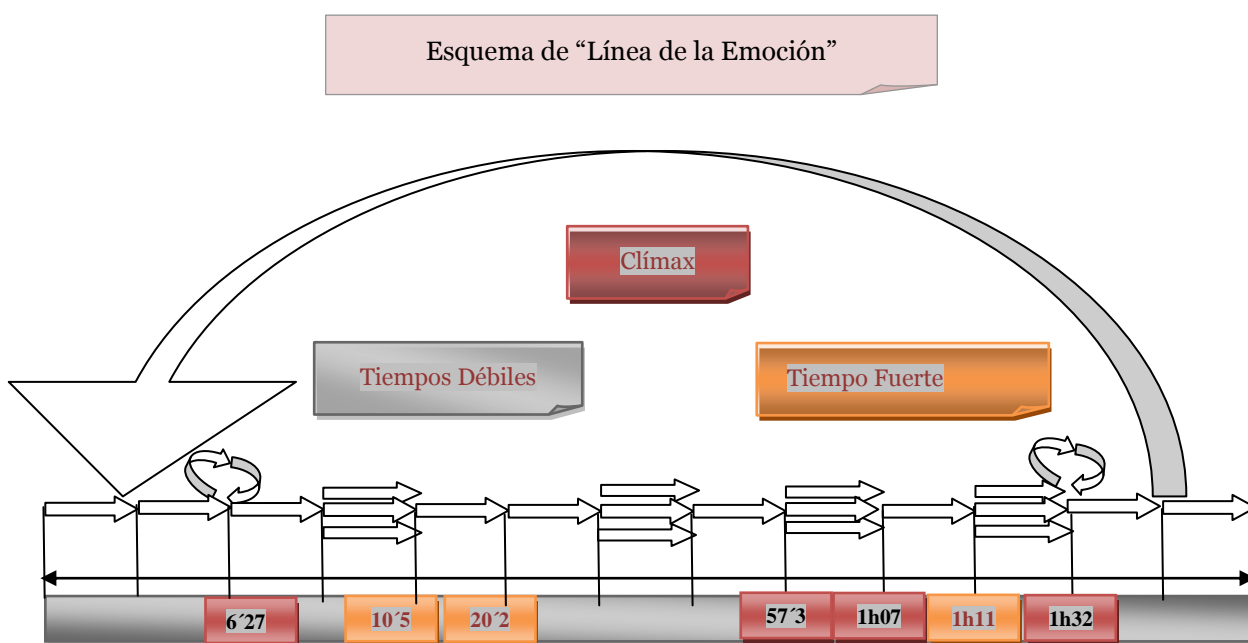 Esquema de “Línea de la Emoción”
Clímax
Tiempos Débiles
Tiempo Fuerte
6´27
10´5
20´2
57´3
1h07
1h11
1h32